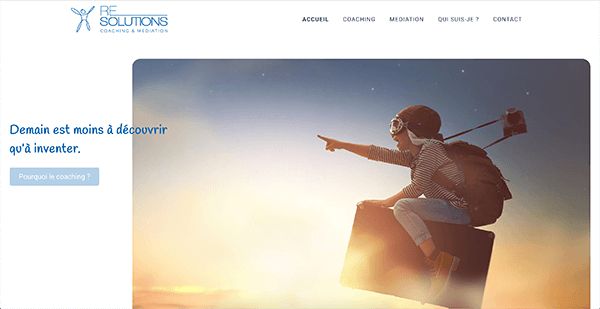 RE
SOLUTIONS
COACHING & MEDIATION
ACCUEIL COACHING MEDIATION QUI SUIS-JE ? CONTACT
Demain est moins à découvrir
qu'à inventer.
Pourquoi le coaching ?